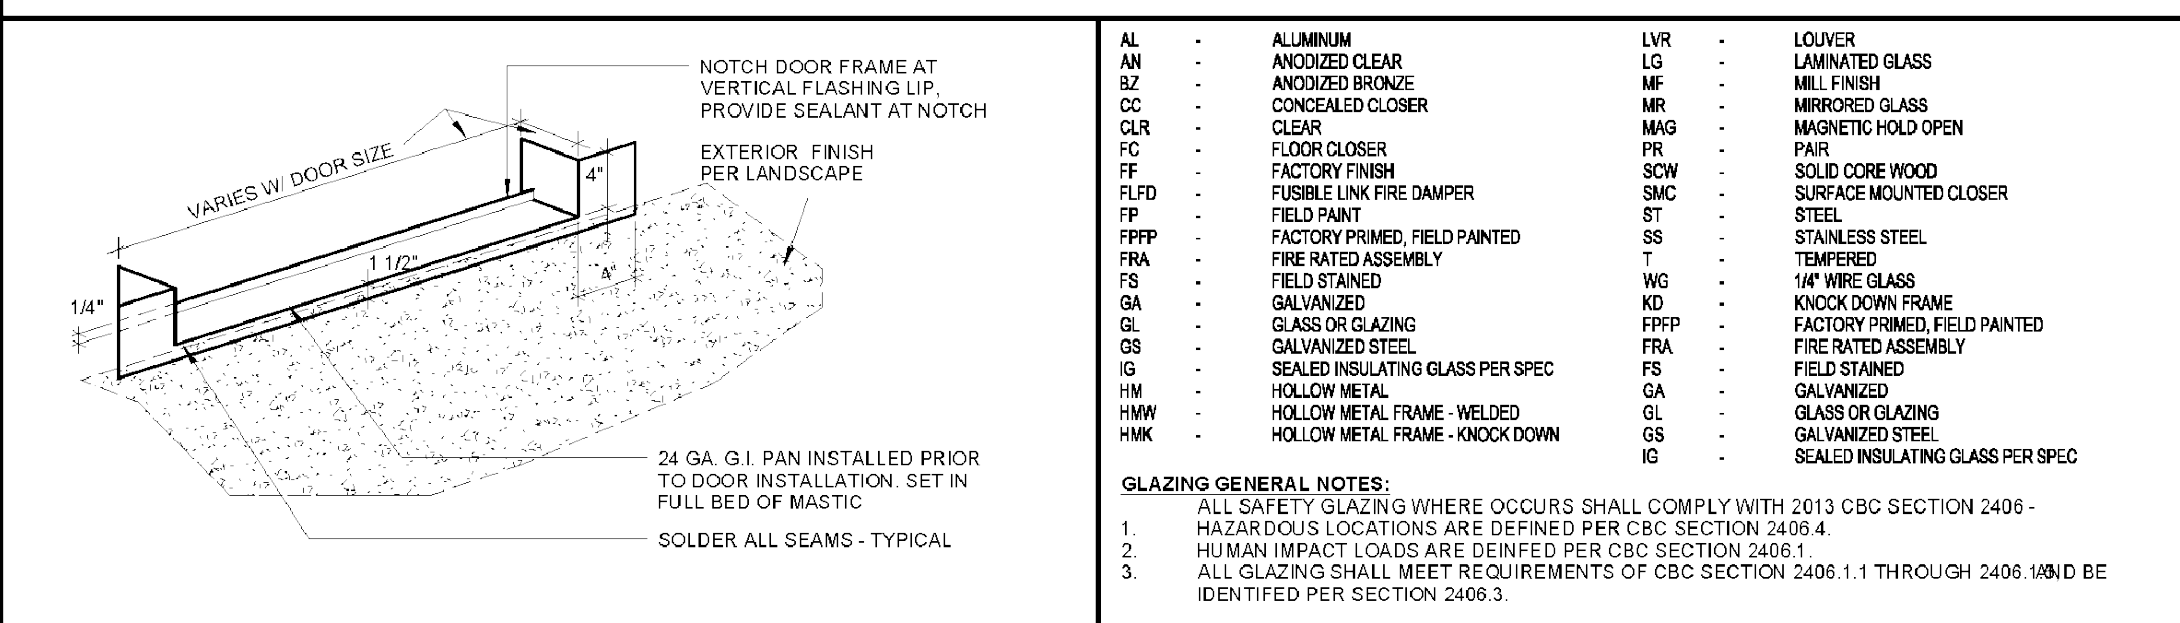 NOTCH DOOR FRAME AT
VERTICAL FLASHING LIP,
PROVIDE SEALANT AT NOTCH
EXTERIOR FINISH
PER LANDSCAPE
VARIES W/ DOOR SIZE
4"
1 1/2"
4"
1/4"
24 GA. G.I. PAN INSTALLED PRIOR
TO DOOR INSTALLATION. SET IN
FULL BED OF MASTIC
SOLDER ALL SEAMS - TYPICAL
AL - ALUMINUM
AN - ANODIZED CLEAR
BZ - ANODIZED BRONZE
CC - CONCEALED CLOSER
CLR - CLEAR
FC - FLOOR CLOSER
FF - FACTORY FINISH
FLFD - FUSIBLE LINK FIRE DAMPER
FP - FIELD PAINT
FPFP - FACTORY PRIMED, FIELD PAINTED
FRA - FIRE RATED ASSEMBLY
FS - FIELD STAINED
GA - GALVANIZED
GL - GLASS OR GLAZING
GS - GALVANIZED STEEL
IG - SEALED INSULATING GLASS PER SPEC
HM - HOLLOW METAL
HMW - HOLLOW METAL FRAME - WELDED
HMK - HOLLOW METAL FRAME - KNOCK DOWN
LVR - LOUVER
LG - LAMINATED GLASS
MF - MILL FINISH
MR - MIRRORED GLASS
MAG - MAGNETIC HOLD OPEN
PR - PAIR
SCW - SOLID CORE WOOD
SMC - SURFACE MOUNTED CLOSER
ST - STEEL
SS - STAINLESS STEEL
T - TEMPERED
WG - 1/4" WIRE GLASS
KD - KNOCK DOWN FRAME
FPFP - FACTORY PRIMED, FIELD PAINTED
FRA - FIRE RATED ASSEMBLY
FS - FIELD STAINED
GA - GALVANIZED
GL - GLASS OR GLAZING
GS - GALVANIZED STEEL
IG - SEALED INSULATING GLASS PER SPEC
GLAZING GENERAL NOTES:
ALL SAFETY GLAZING WHERE OCCURS SHALL COMPLY WITH 2013 CBC SECTION 2406 -
1. HAZARDOUS LOCATIONS ARE DEFINED PER CBC SECTION 2406.4.
2. HUMAN IMPACT LOADS ARE DEINFED PER CBC SECTION 2406.1.
3. ALL GLAZING SHALL MEET REQUIREMENTS OF CBC SECTION 2406.1.1 THROUGH AND BE
IDENTIFED PER SECTION 2406.3.